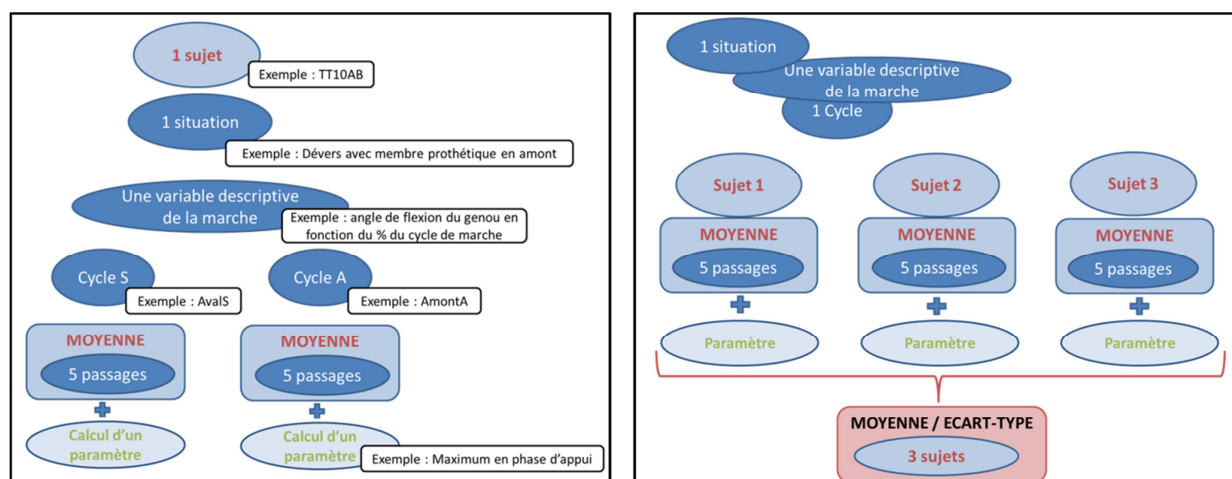 1 sujet
Exemple : TT10AB
1 situation
Exemple : Dévers avec membre prothétique en amont
Une variable descriptive
de la marche
Exemple : angle de flexion du genou en
fonction du % du cycle de marche
Cycle S
Exemple : AvalS
Cycle A
Exemple : AmontA
MOYENNE
5 passages
Calcul d'un
paramètre
MOYENNE
5 passages
Calcul d'un
paramètre
Exemple : Maximum en phase d'appui
1 situation
Une variable descriptive
de la marche
1 Cycle
Sujet 1
Sujet 2
Sujet 3
MOYENNE
MOYENNE
MOYENNE
5 passages
5 passages
5 passages
Paramètre
Paramètre
Paramètre
MOYENNE / ECART-TYPE
3 sujets